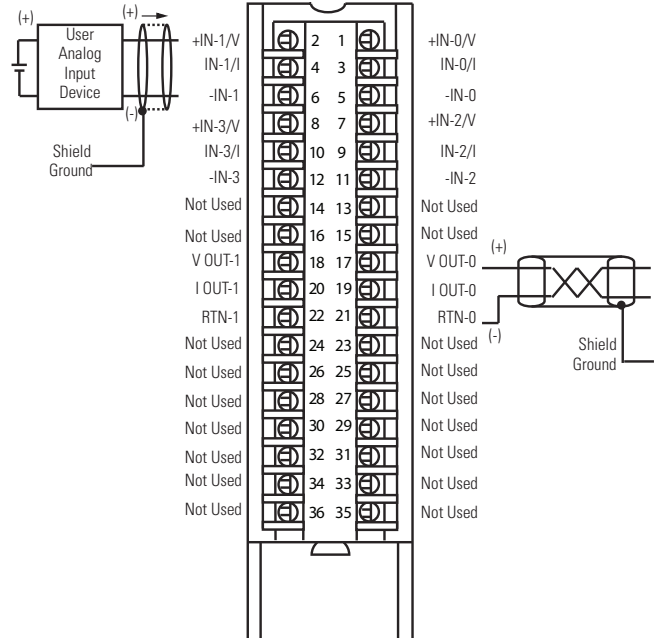 (+)
(+)
User
Analog
Input
Device
(-)
Shield
Ground
+IN-1/V 2 1 +IN-0/V
IN-1/I 4 3 IN-0/I
-IN-1 6 5 -IN-0
+IN-3/V 8 7 +IN-2/V
IN-3/I 10 9 IN-2/I
-IN-3 12 11 -IN-2
Not Used 14 13 Not Used
Not Used 16 15 Not Used
V OUT-1 18 17 V OUT-0 (+)
I OUT-1 20 19 I OUT-0
RTN-1 22 21 RTN-0 (-)
Not Used 24 23 Not Used
Shield
Ground
Not Used 26 25 Not Used
Not Used 28 27 Not Used
Not Used 30 29 Not Used
Not Used 32 31 Not Used
Not Used 34 33 Not Used
Not Used 36 35 Not Used